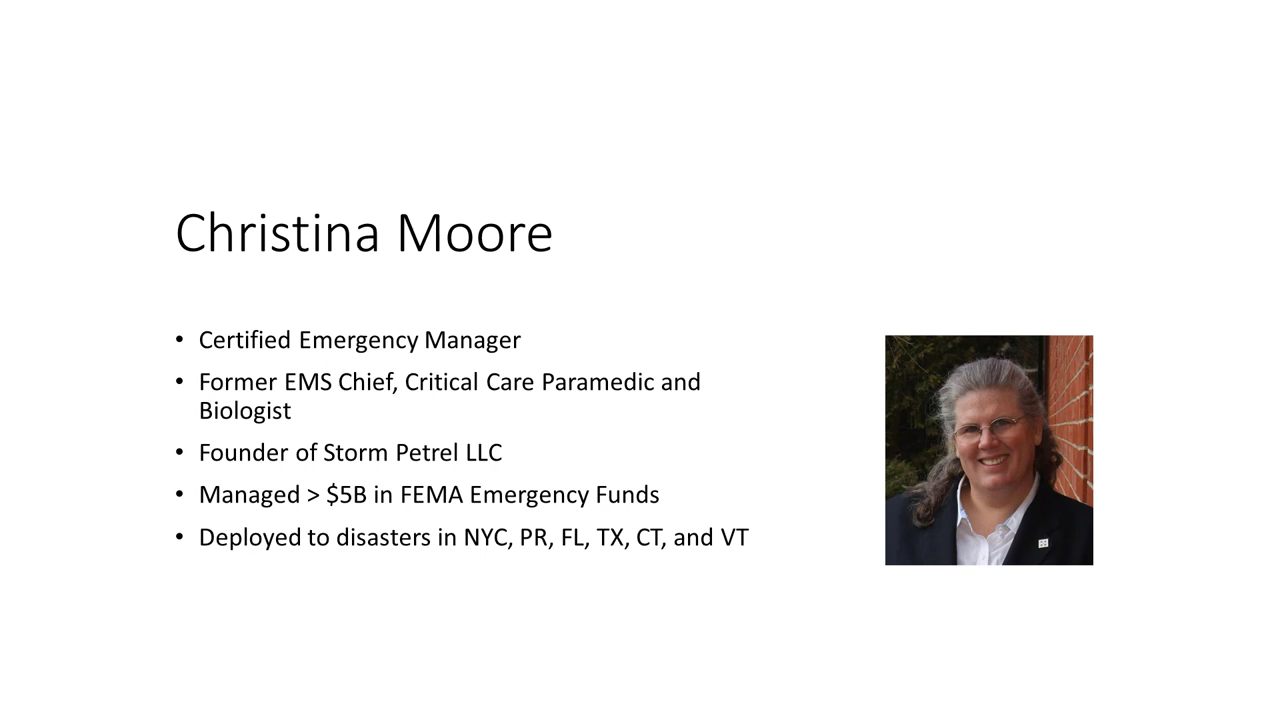 Christina Moore
• Certified Emergency Manager
• Former EMS Chief, Critical Care Paramedic and
Biologist
• Founder of Storm Petrel LLC
• Managed > $5B in FEMA Emergency Funds
• Deployed to disasters in NYC, PR, FL, TX, CT, and VT